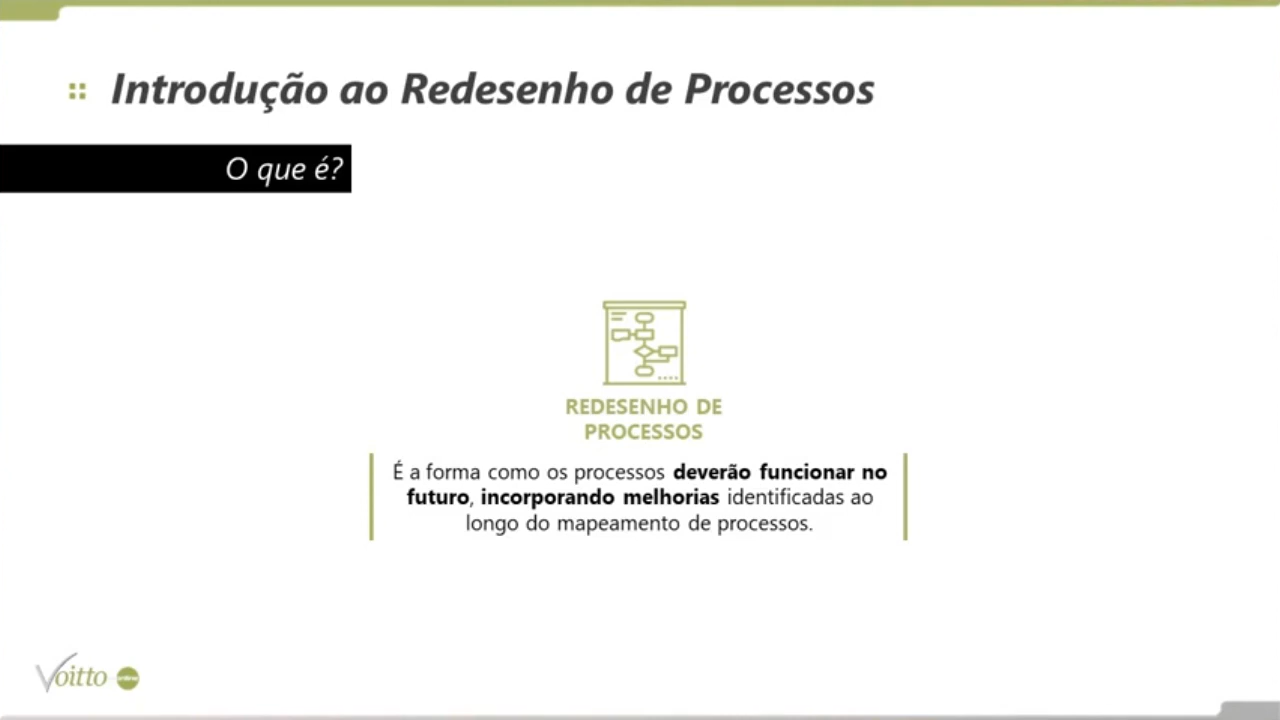 Introdução ao Redesenho de Processos
O que é?
REDESENHO DE
PROCESSOS
É a forma como os processos deverão funcionar no
futuro, incorporando melhorias identificadas ao
longo do mapeamento de processos.
Voitto online